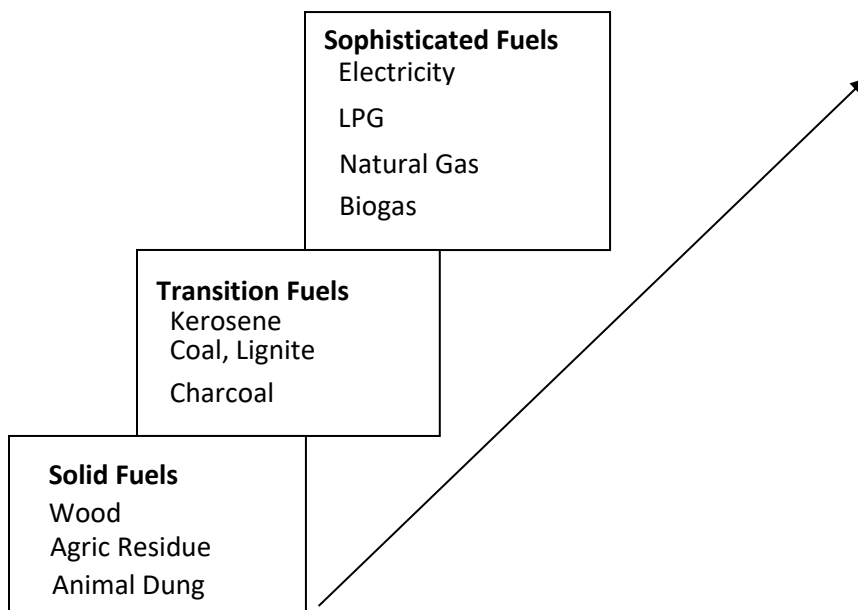 Sophisticated Fuels
Electricity
LPG
Natural Gas
Biogas
Transition Fuels
Kerosene
Coal, Lignite
Charcoal
Solid Fuels
Wood
Agric Residue
Animal Dung